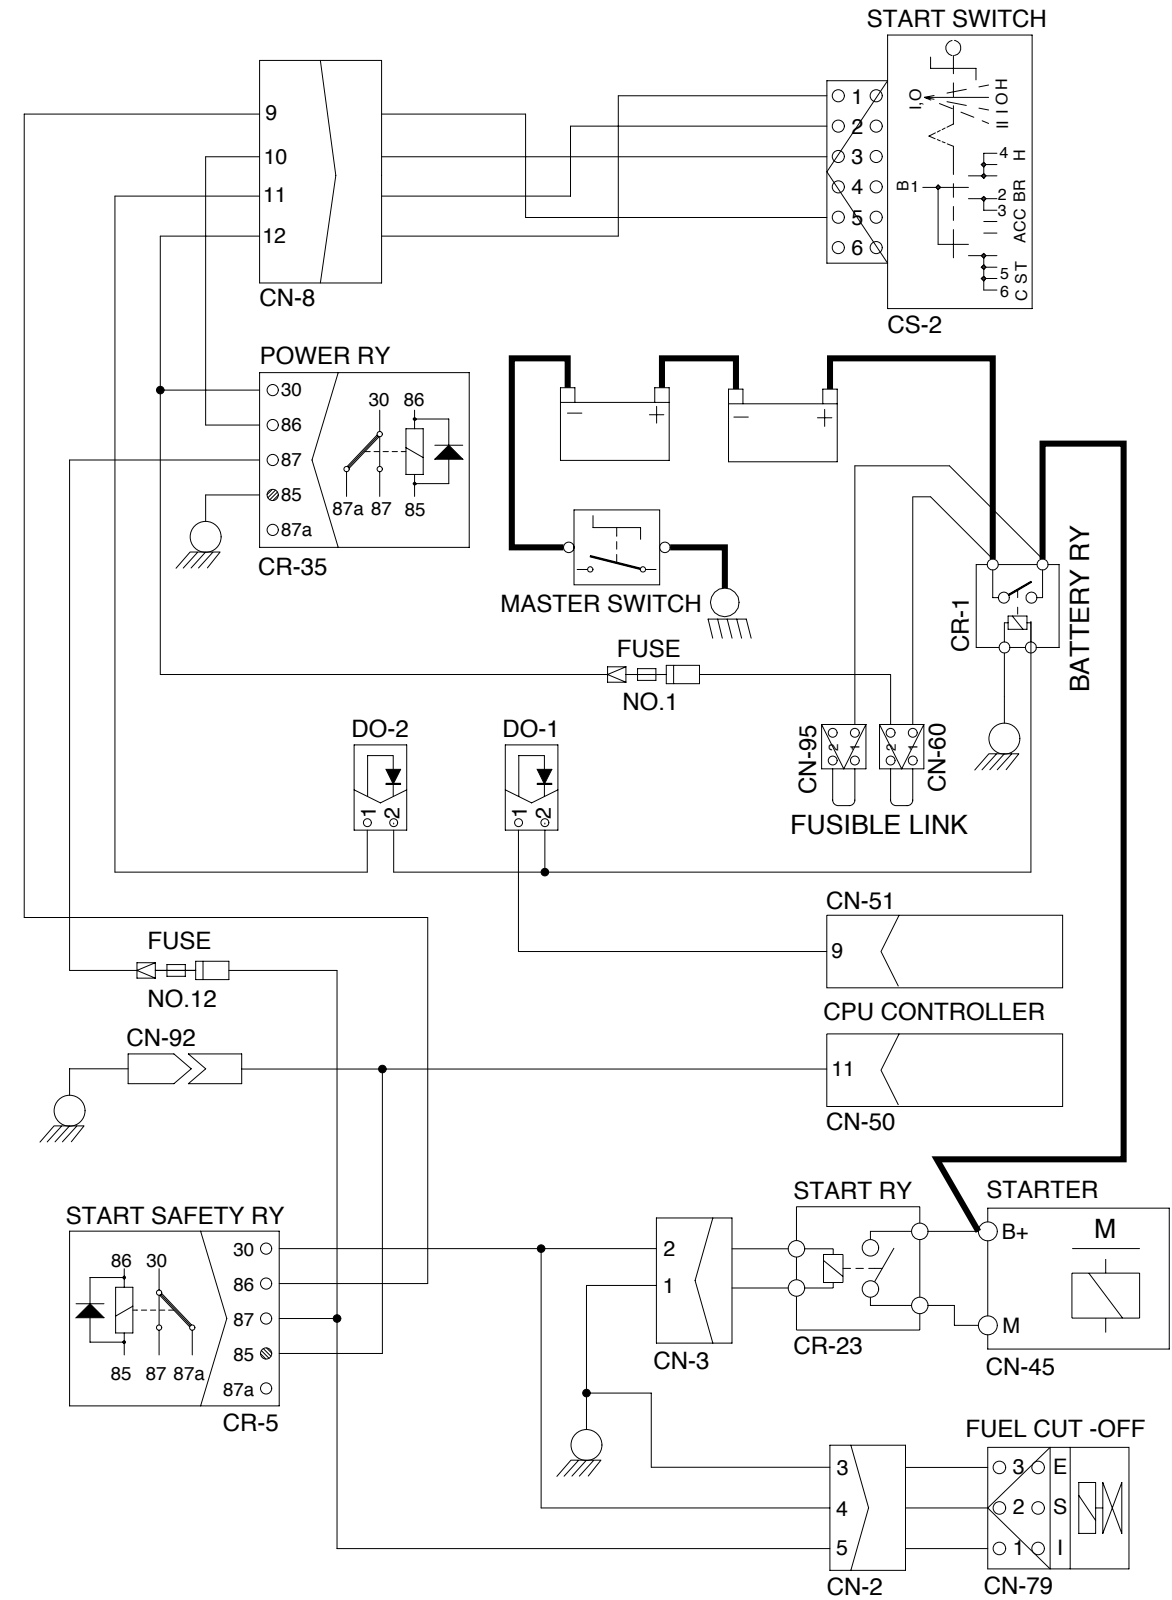 START SWITCH
9
10
11
12
CN-8
1
2
3
4
5
6
I,O
H
O
I
II
B1
4 H
BR
2
3
ACC
5
6
C S T
CS-2
POWER RY
30
86
87
85
87a
30 86
87a 87 85
CR-35
− +
− +
MASTER SWITCH
CR-1
BATTERY RY
FUSE
NO.1
DO-2
1 2
DO-1
1 2
CN-95
2 1
2 1
CN-60
FUSIBLE LINK
CN-51
9
CPU CONTROLLER
11
CN-50
FUSE
NO.12
CN-92
START SAFETY RY
86 30
85 87 87a
30
86
87
85
87a
CR-5
2
1
CN-3
START RY
CR-23
STARTER
B+
M
M
CN-45
FUEL CUT -OFF
3
4
5
CN-2
3 E
2 S
1 I
CN-79